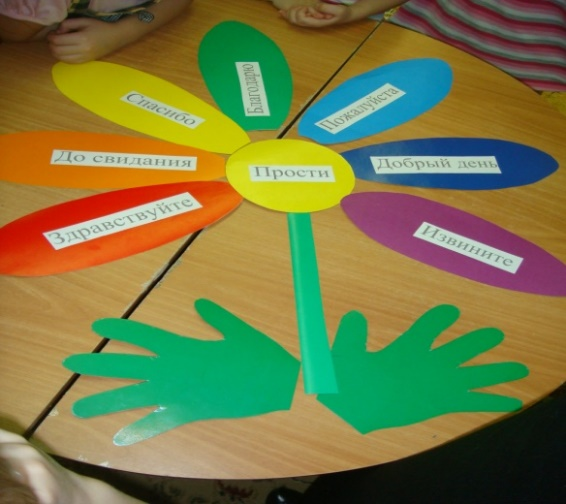 Благодарю
Спасибо
Пожалуйста
До свидания
Прости
Добрый день
Здравствуйте
Извините